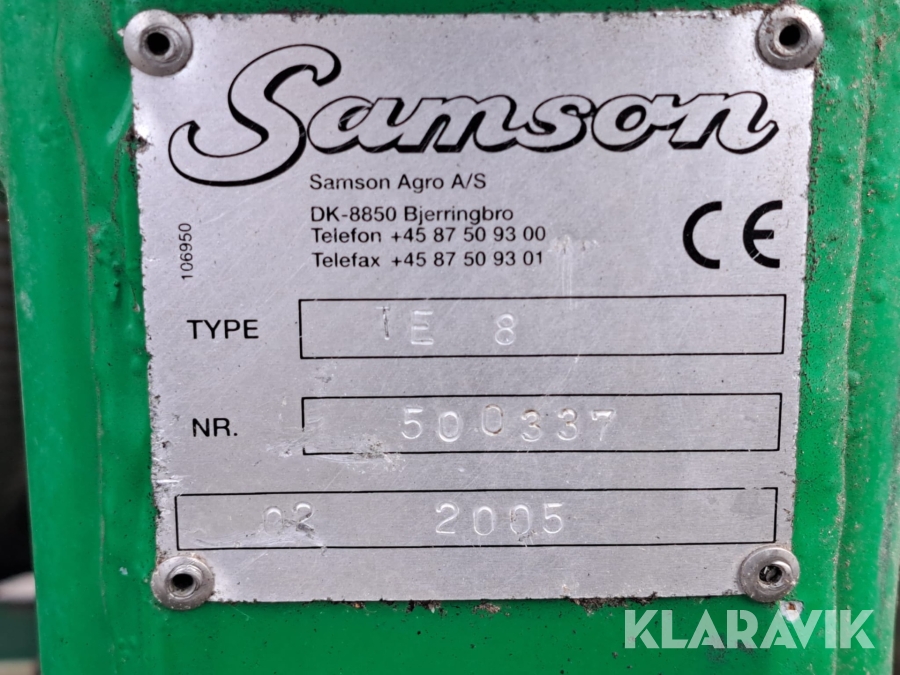 Samson
Samson Agro A/S
DK-8850 Bjerringbro
Telefon +45 87 50 93 00
Telefax +45 87 50 93 01
CE
106950
TYPE TE 8
NR. 500337
02 2005
KLARAVIK